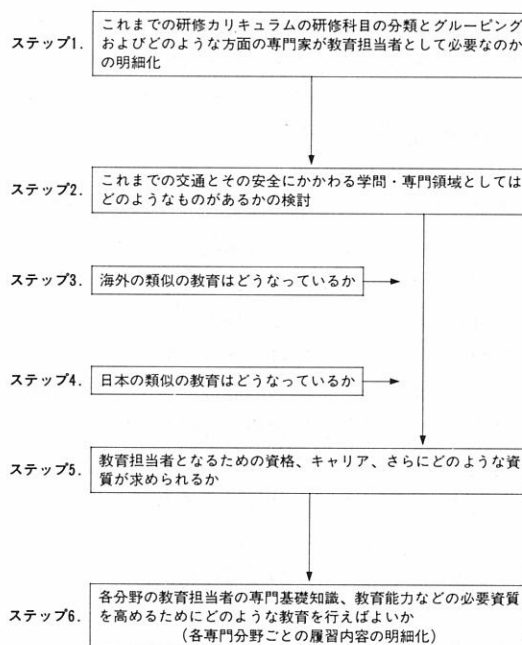 ステップ1.
これまでの研修カリキュラムの研修科目の分類とグルーピング
およびどのような方面の専門家が教育担当者として必要なのか
の明細化
ステップ2.
これまでの交通とその安全にかかわる学問・専門領域としては
どのようなものがあるかの検討
ステップ3.
海外の類似の教育はどうなっているか
ステップ4.
日本の類似の教育はどうなっているか
ステップ5.
教育担当者となるための資格、キャリア、さらにどのような資
質が求められるか
ステップ6.
各分野の教育担当者の専門基礎知識、教育能力などの必要資質
を高めるためにどのような教育を行えばよいか
(各専門分野ごとの履習内容の明細化)